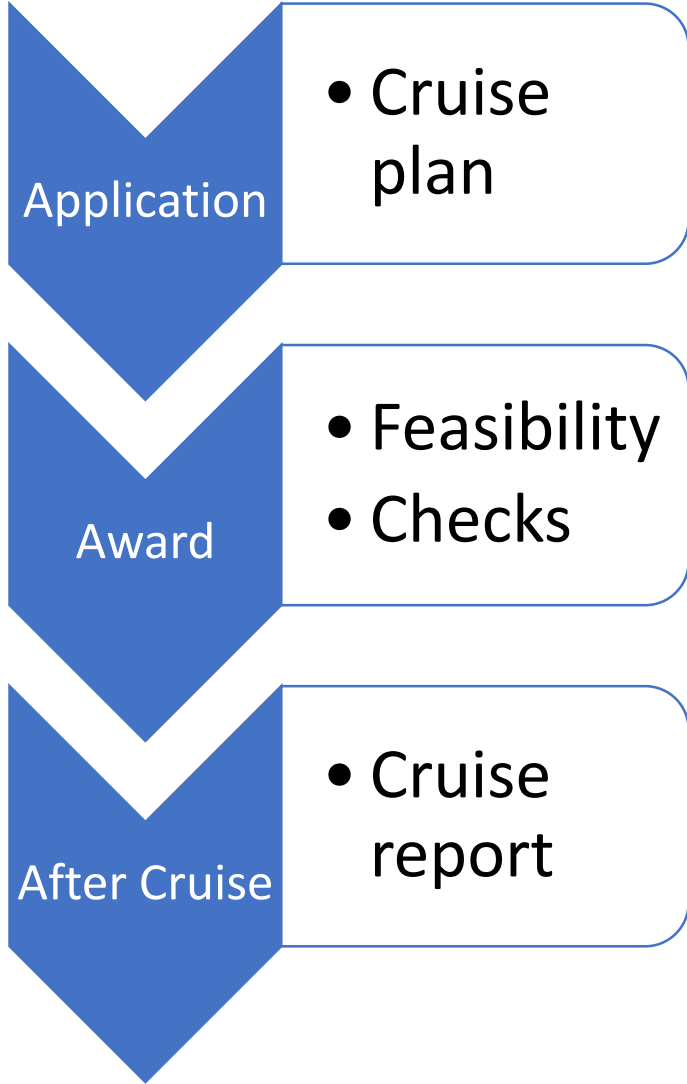 Application
• Cruise
plan
Award
• Feasibility
• Checks
After Cruise
• Cruise
report